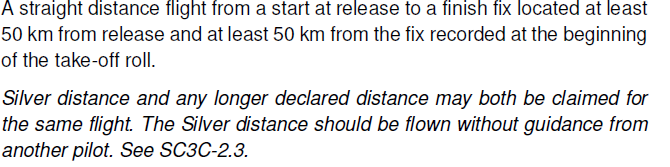 A straight distance flight from a start at release to a finish fix located at least
50 km from release and at least 50 km from the fix recorded at the beginning
of the take-off roll.
Silver distance and any longer declared distance may both be claimed for
the same flight. The Silver distance should be flown without guidance from
another pilot. See SC3C-2.3.